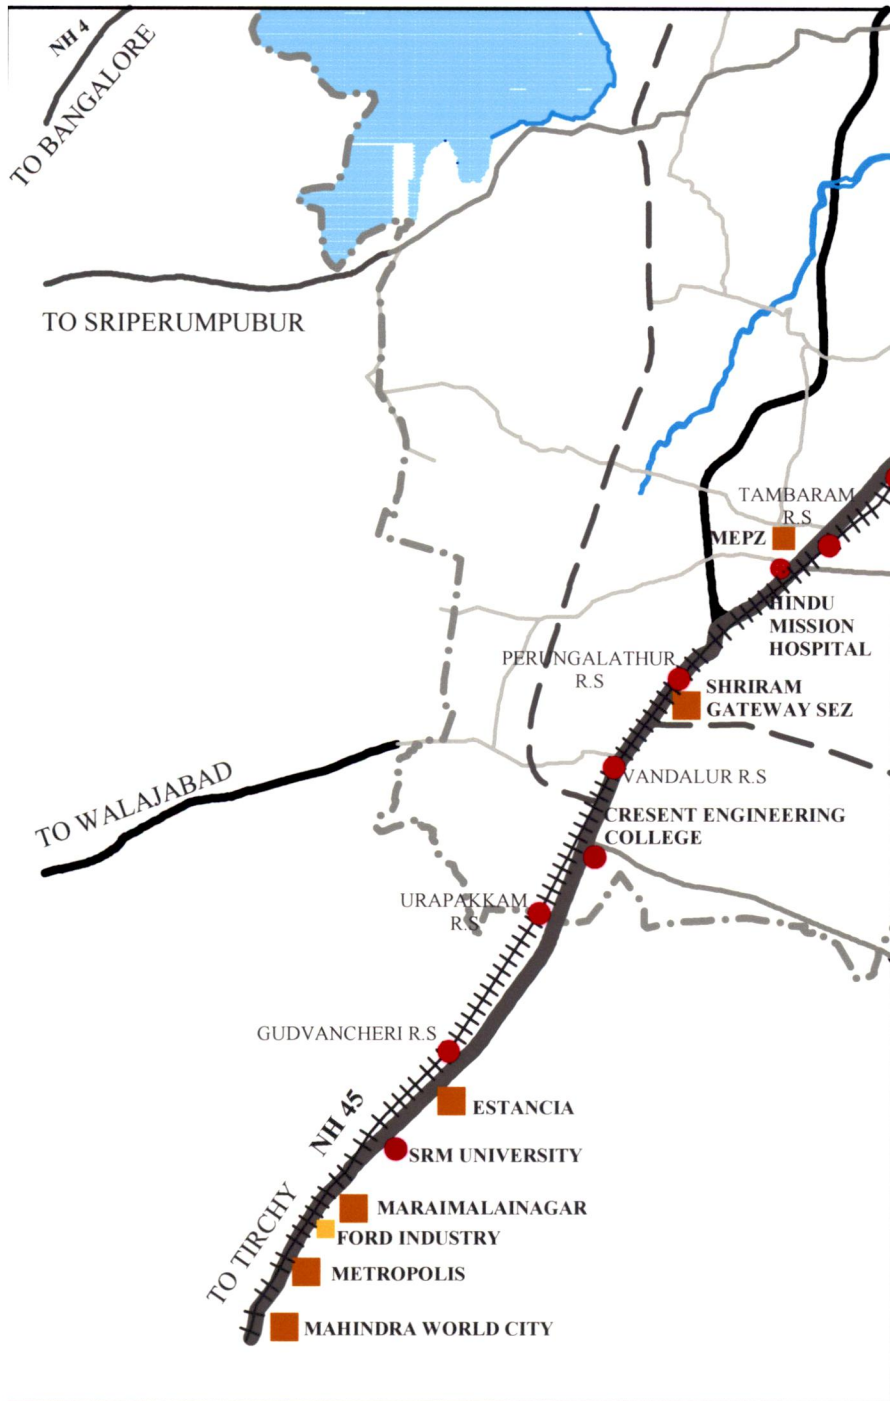 NH 4
TO BANGALORE
TO SRIPERUMPUBUR
TAMBARAM
R.S
MEPZ
HINDU
MISSION
HOSPITAL
PERUNGALATHUR
R.S
SHRIRAM
GATEWAY SEZ
TO WALAJABAD
VANDALUR R.S
CRESENT ENGINEERING
COLLEGE
URAPAKKAM
R.S
GUDVANCHERI R.S
NH 45
ESTANCIA
SRM UNIVERSITY
TO TIRCHY
MARAIMALAINAGAR
FORD INDUSTRY
METROPOLIS
MAHINDRA WORLD CITY